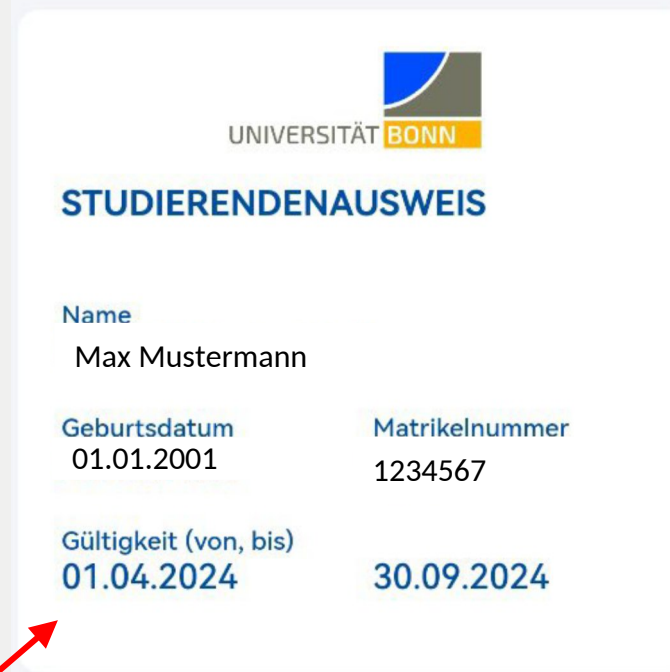 UNIVERSITÄT BONN
STUDIERENDENAUSWEIS
Name
Max Mustermann
Geburtsdatum Matrikelnummer
01.01.2001 1234567
Gültigkeit (von, bis)
01.04.2024 30.09.2024